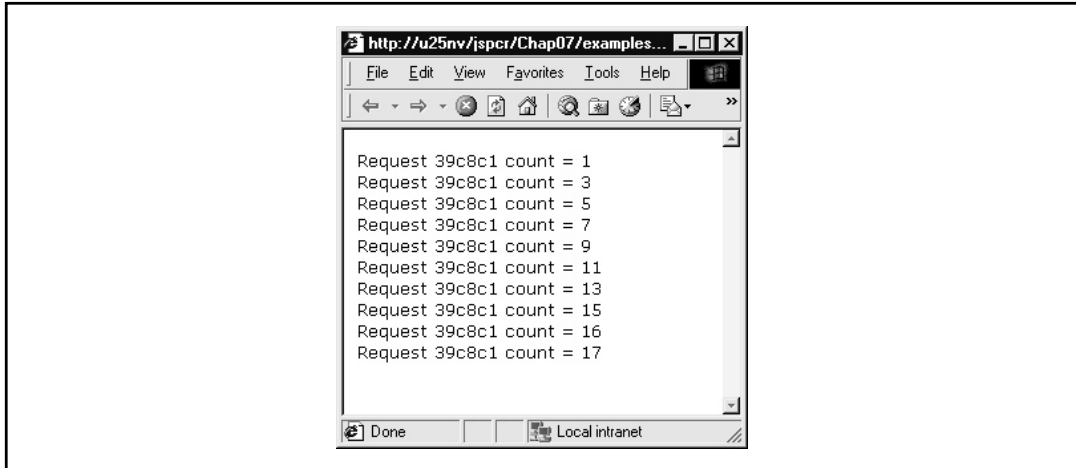 http://u25nv/jspcr/Chap07/examples...
File Edit View Favorites Tools Help
»
Request 39c8c1 count = 1
Request 39c8c1 count = 3
Request 39c8c1 count = 5
Request 39c8c1 count = 7
Request 39c8c1 count = 9
Request 39c8c1 count = 11
Request 39c8c1 count = 13
Request 39c8c1 count = 15
Request 39c8c1 count = 16
Request 39c8c1 count = 17
Done Local intranet